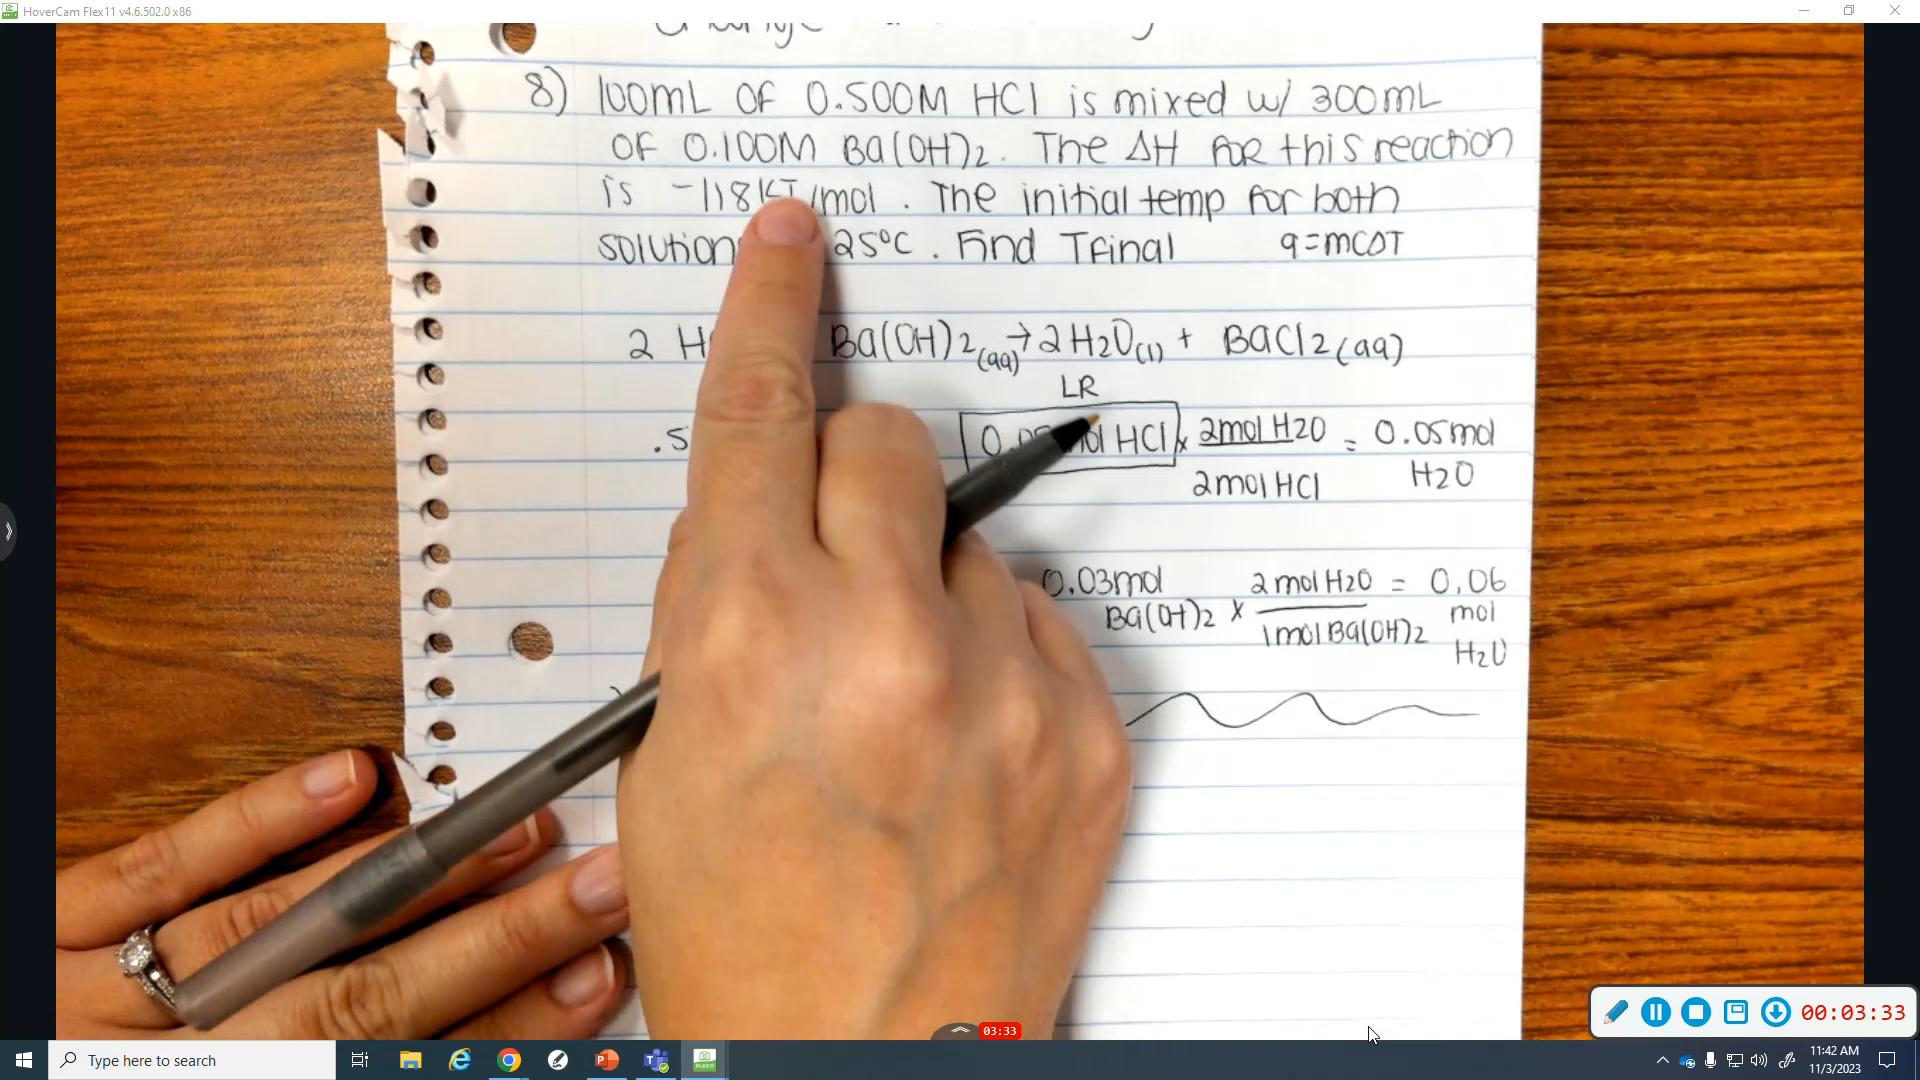 HoverCam Flex11 v4.6.502.0 x86
8) 100mL OF 0.500M HCl is mixed w/ 300mL
OF 0.100M Ba(OH)2. The ΔH FOR this reaction
is -118KJ/mol. The initial temp for both
solution 25°C. Find TFinal q=mCΔT
2 H Ba(OH)2(aq) → 2H2O(l) + BaCl2(aq)
LR
.5 mol HCl x 2mol H2O = 0.05mol
2mol HCl H2O
0.03mol 2mol H2O = 0.06
Ba(OH)2 x 1mol Ba(OH)2 mol
H2O
03:33
00:03:33
Type here to search
11:42 AM
11/3/2023